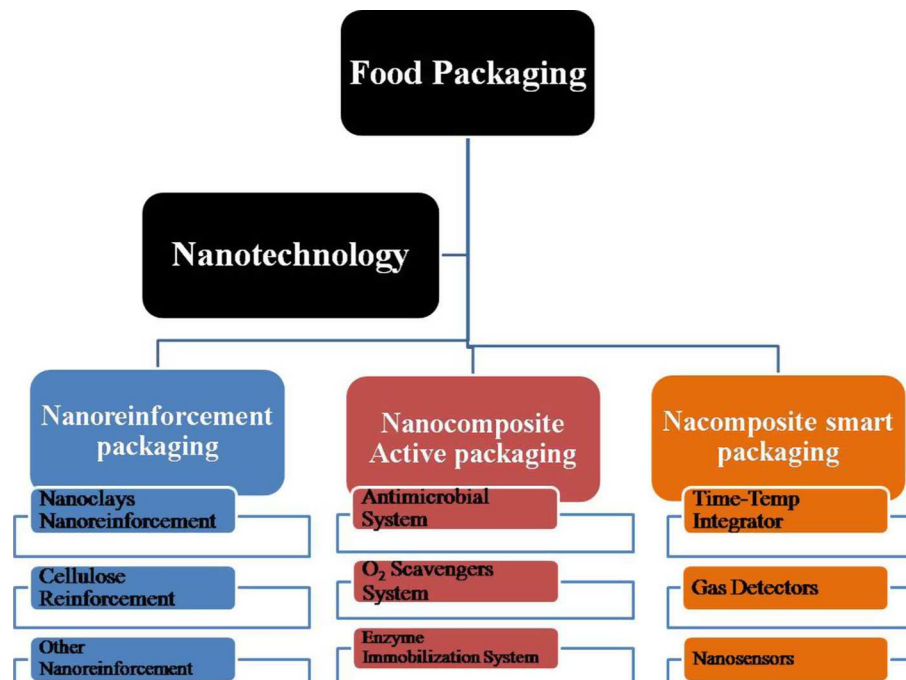 Food Packaging
Nanotechnology
Nanoreinforcement
packaging
Nanoclays
Nanoreinforcement
Cellulose
Reinforcement
Other
Nanoreinforcement
Nanocomposite
Active packaging
Antimicrobial
System
O₂ Scavengers
System
Enzyme
Immobilization System
Nacomposite smart
packaging
Time-Temp
Integrator
Gas Detectors
Nanosensors